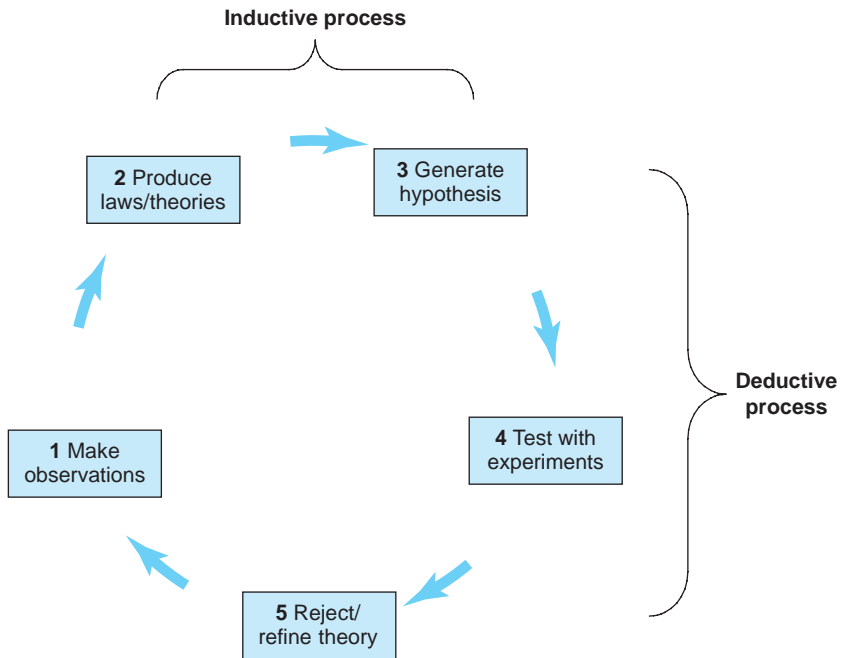 Inductive process
2 Produce
laws/theories
3 Generate
hypothesis
Deductive
process
4 Test with
experiments
1 Make
observations
5 Reject/
refine theory